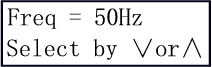 Freq = 50Hz
Select by ∨or∧